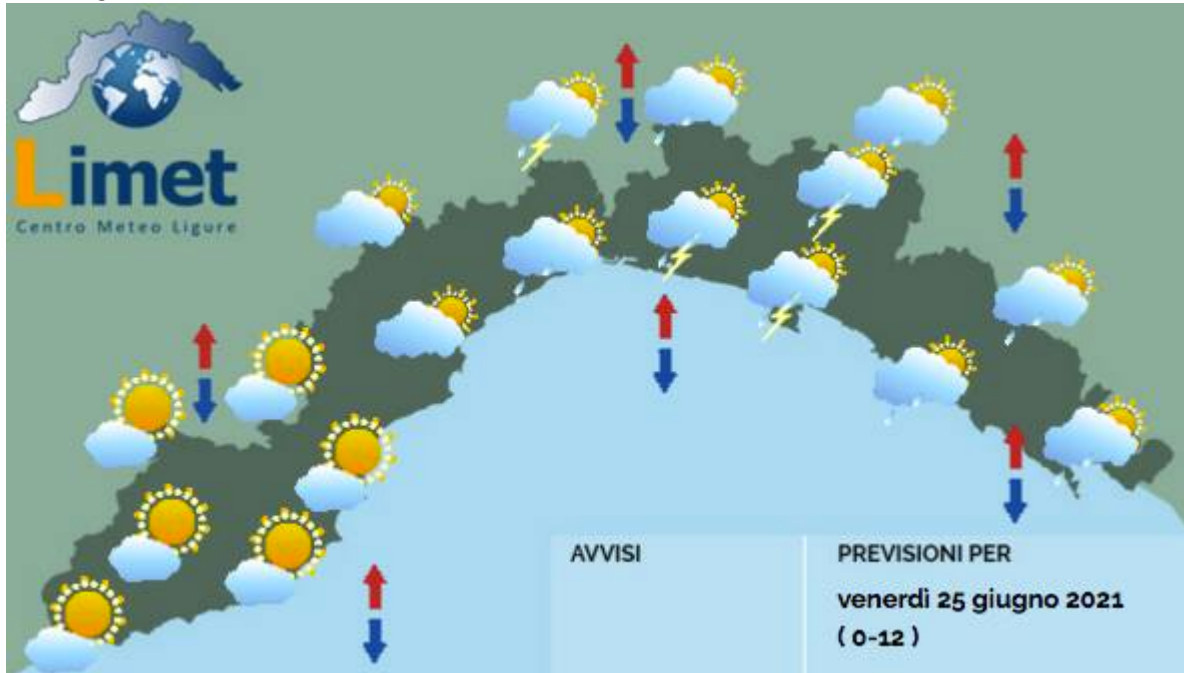 Limet
Centro Meteo Ligure
AVVISI
PREVISIONI PER
venerdì 25 giugno 2021
( 0-12 )